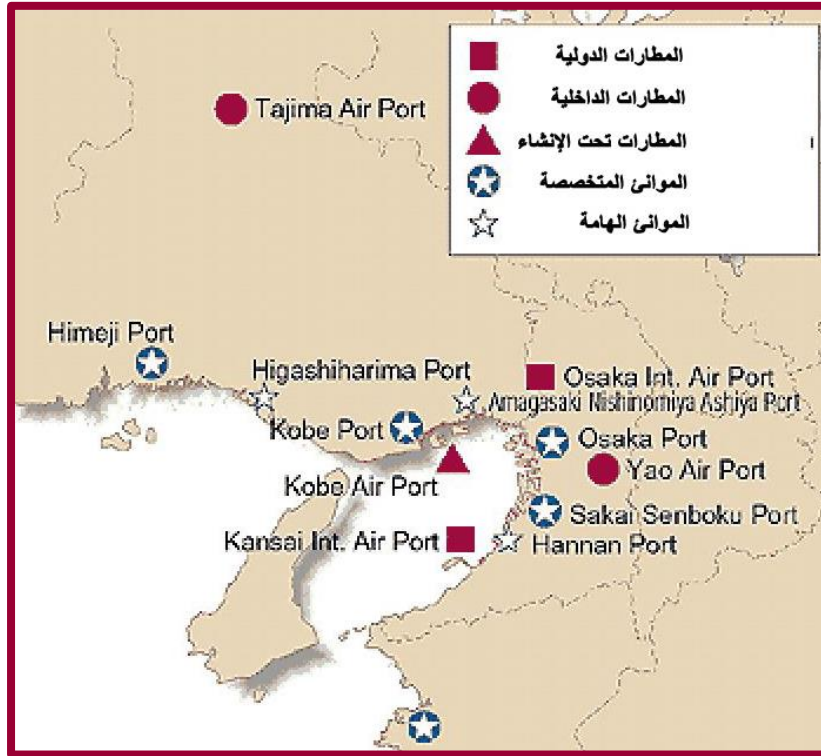 المطارات الدولية
المطارات الداخلية
المطارات تحت الإنشاء
ا
الموانئ المتخصصة
الموانئ الهامة
Tajima Air Port
Himeji Port
Higashiharima Port
Osaka Int. Air Port
Amagasaki Nishinomiya Ashiya Port
Kobe Port
Osaka Port
Yao Air Port
Kobe Air Port
Sakai Senboku Port
Kansai Int. Air Port
Hannan Port